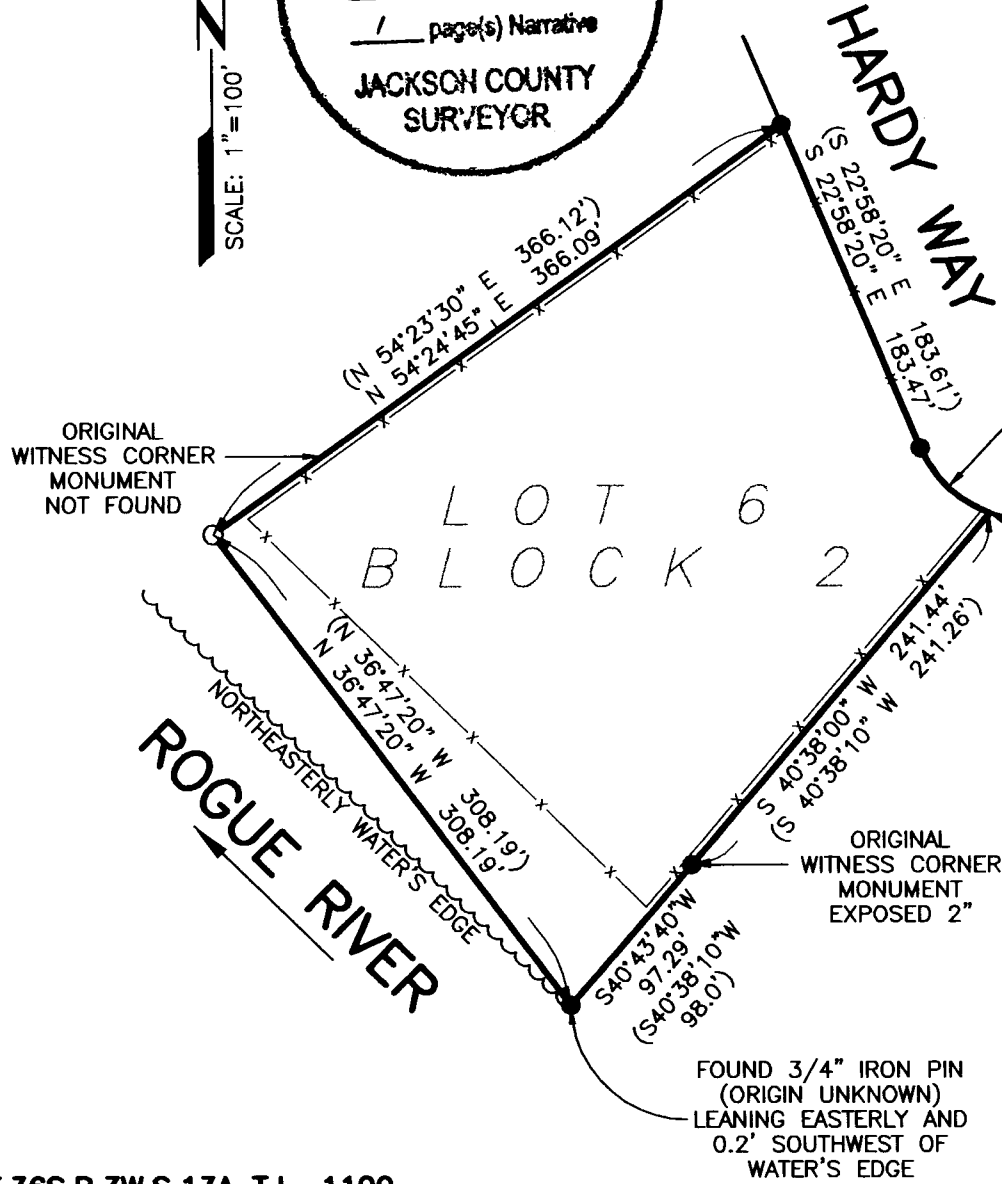 / page(s) Narrative
JACKSON COUNTY
SURVEYOR
SCALE: 1"=100'
HARDY WAY
(N 54°23'30" E 366.12')
N 54°24'45" E 366.09'
(S 22°58'20" E 183.61')
S 22°58'20" E 183.47'
ORIGINAL
WITNESS CORNER
MONUMENT
NOT FOUND
LOT 6
BLOCK 2
(N 36°47'20" W 308.19')
N 36°47'20" W 308.19'
NORTHEASTERLY WATER'S EDGE
ROGUE RIVER
S 40°38'00" W 241.44'
(S 40°38'10" W 241.26')
ORIGINAL
WITNESS CORNER
MONUMENT
EXPOSED 2"
S40°43'40"W
97.29'
(S40°38'10"W
98.0')
FOUND 3/4" IRON PIN
(ORIGIN UNKNOWN)
LEANING EASTERLY AND
0.2' SOUTHWEST OF
WATER'S EDGE